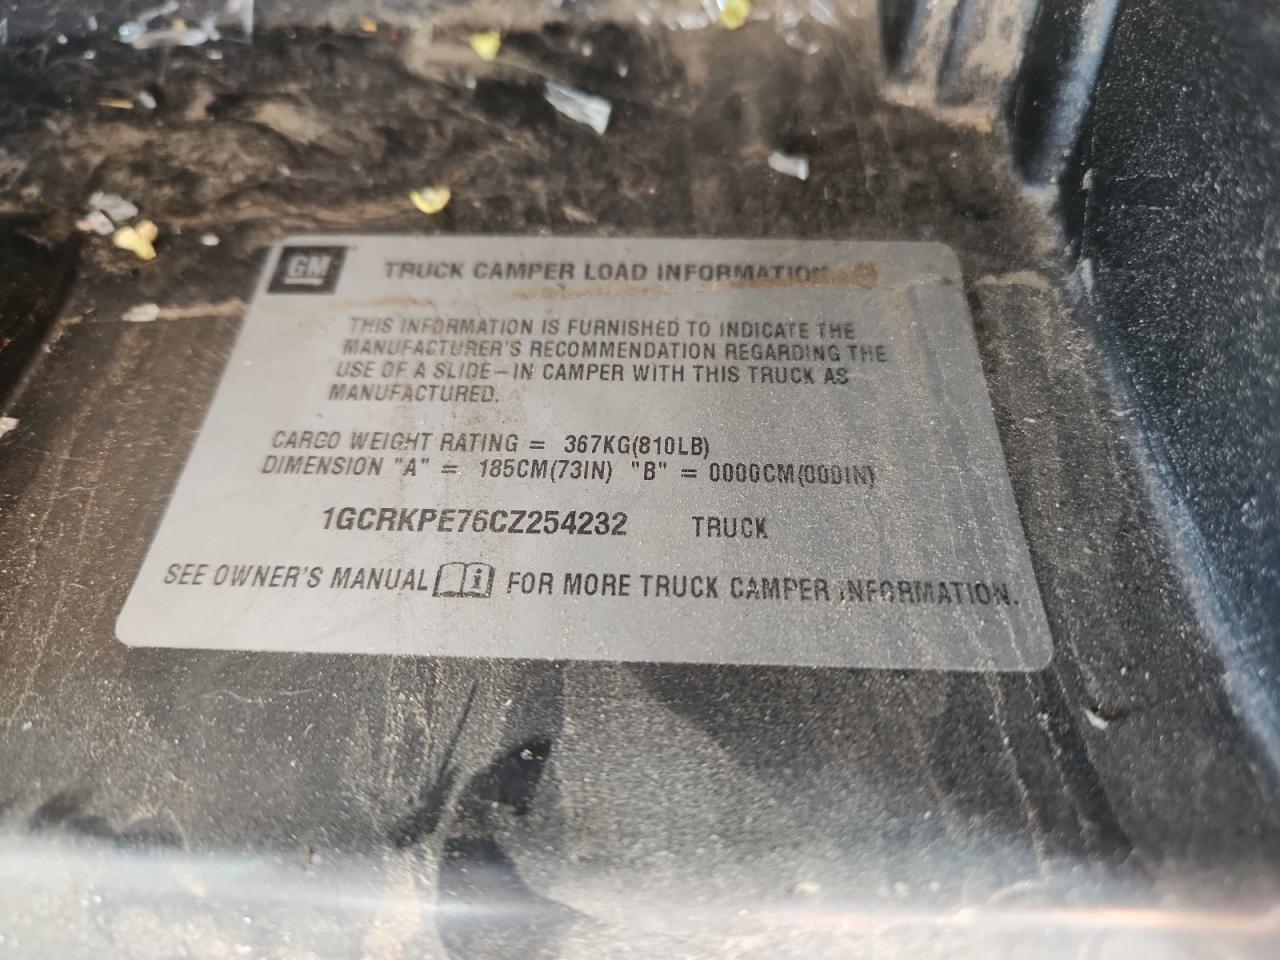 GM TRUCK CAMPER LOAD INFORMATION
THIS INFORMATION IS FURNISHED TO INDICATE THE
MANUFACTURER'S RECOMMENDATION REGARDING THE
USE OF A SLIDE-IN CAMPER WITH THIS TRUCK AS
MANUFACTURED.
CARGO WEIGHT RATING = 367KG(810LB)
DIMENSION "A" = 185CM(73IN) "B" = 0000CM(000IN)
1GCRKPE76CZ254232 TRUCK
SEE OWNER'S MANUAL i FOR MORE TRUCK CAMPER INFORMATION.